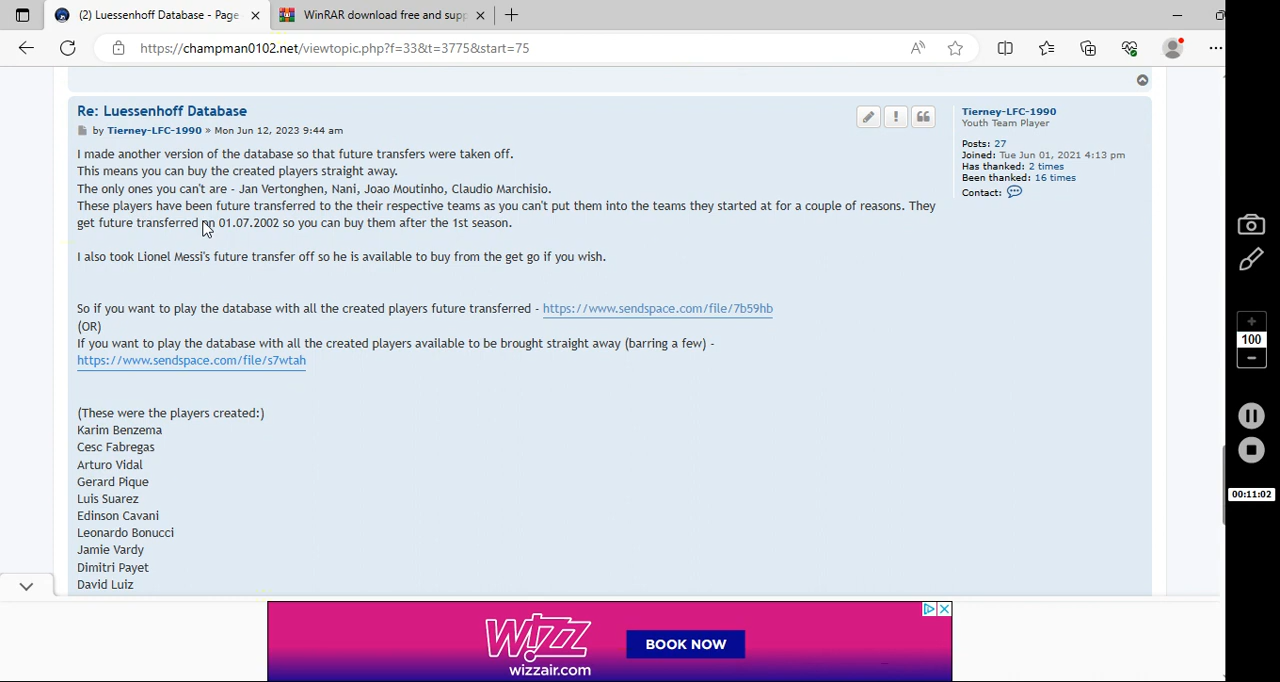 (2) Luessenhoff Database - Page
WinRAR download free and supp
https://champman0102.net/viewtopic.php?f=33&t=3775&start=75
Re: Luessenhoff Database
by Tierney-LFC-1990 » Mon Jun 12, 2023 9:44 am
Tierney-LFC-1990
Youth Team Player
Posts: 27
Joined: Tue Jun 01, 2021 4:13 pm
Has thanked: 2 times
Been thanked: 16 times
Contact:
I made another version of the database so that future transfers were taken off.
This means you can buy the created players straight away.
The only ones you can't are - Jan Vertonghen, Nani, Joao Moutinho, Claudio Marchisio.
These players have been future transferred to the their respective teams as you can't put them into the teams they started at for a couple of reasons. They
get future transferred on 01.07.2002 so you can buy them after the 1st season.
I also took Lionel Messi's future transfer off so he is available to buy from the get go if you wish.
So if you want to play the database with all the created players future transferred - https://www.sendspace.com/file/7b59hb
(OR)
If you want to play the database with all the created players available to be brought straight away (barring a few) -
https://www.sendspace.com/file/s7wtah
(These were the players created:)
Karim Benzema
Cesc Fabregas
Arturo Vidal
Gerard Pique
Luis Suarez
Edinson Cavani
Leonardo Bonucci
Jamie Vardy
Dimitri Payet
David Luiz
100
00:11:02
WIZZ
wizzair.com
BOOK NOW